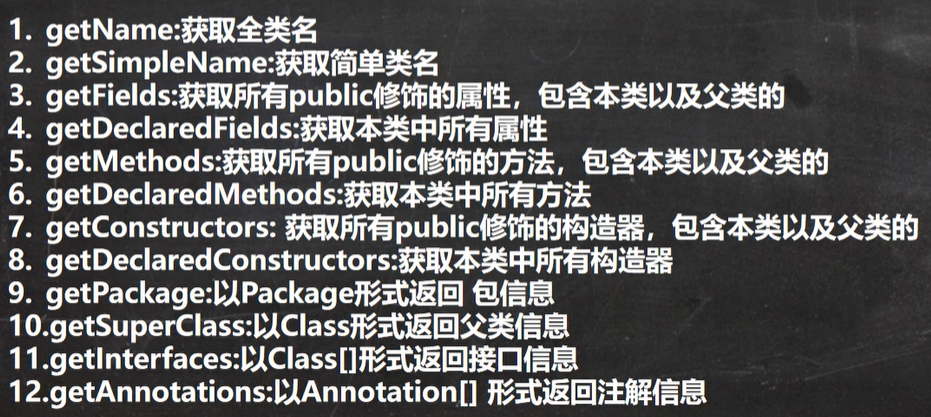 1. getName:获取全类名
2. getSimpleName:获取简单类名
3. getFields:获取所有public修饰的属性，包含本类以及父类的
4. getDeclaredFields:获取本类中所有属性
5. getMethods:获取所有public修饰的方法，包含本类以及父类的
6. getDeclaredMethods:获取本类中所有方法
7. getConstructors: 获取所有public修饰的构造器，包含本类以及父类的
8. getDeclaredConstructors:获取本类中所有构造器
9. getPackage:以Package形式返回 包信息
10.getSuperClass:以Class形式返回父类信息
11.getInterfaces:以Class[]形式返回接口信息
12.getAnnotations:以Annotation[] 形式返回注解信息